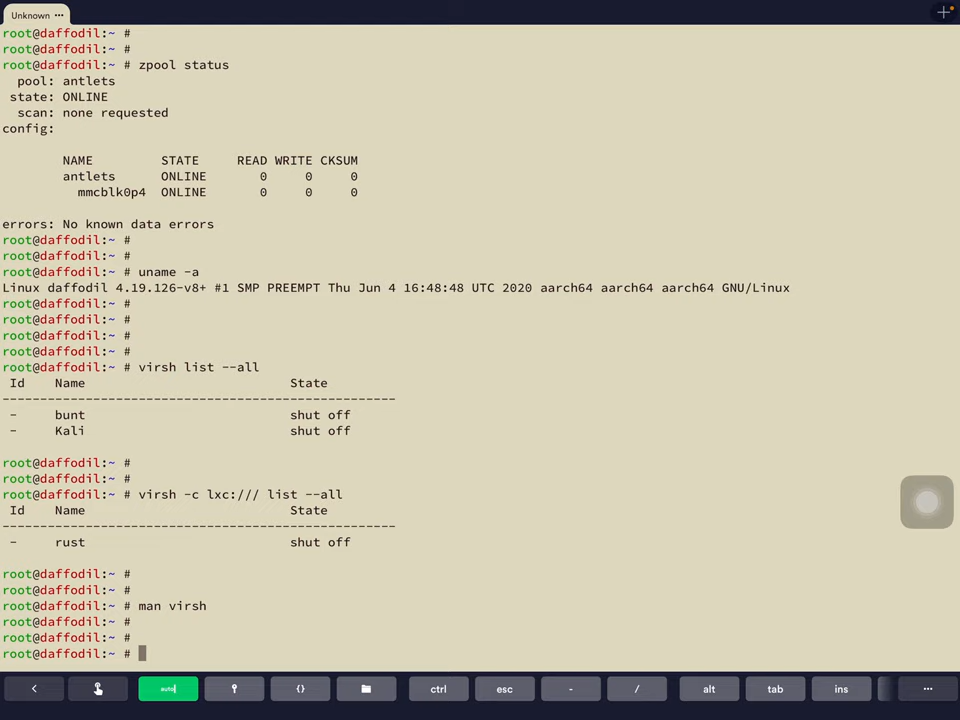 Unknown •••
root@daffodil:~ #
root@daffodil:~ #
root@daffodil:~ # zpool status
  pool: antlets
 state: ONLINE
  scan: none requested
config:
        NAME         STATE     READ WRITE CKSUM
        antlets      ONLINE       0     0     0
          mmcblk0p4  ONLINE       0     0     0
errors: No known data errors
root@daffodil:~ #
root@daffodil:~ #
root@daffodil:~ # uname -a
Linux daffodil 4.19.126-v8+ #1 SMP PREEMPT Thu Jun 4 16:48:48 UTC 2020 aarch64 aarch64 aarch64 GNU/Linux
root@daffodil:~ #
root@daffodil:~ #
root@daffodil:~ #
root@daffodil:~ #
root@daffodil:~ # virsh list --all
 Id    Name                           State
----------------------------------------------------
 -     bunt                           shut off
 -     Kali                           shut off
root@daffodil:~ #
root@daffodil:~ #
root@daffodil:~ # virsh -c lxc:/// list --all
 Id    Name                           State
----------------------------------------------------
 -     rust                           shut off
root@daffodil:~ #
root@daffodil:~ #
root@daffodil:~ # man virsh
root@daffodil:~ #
root@daffodil:~ #
root@daffodil:~ #
auto {} ctrl esc - / alt tab ins •••